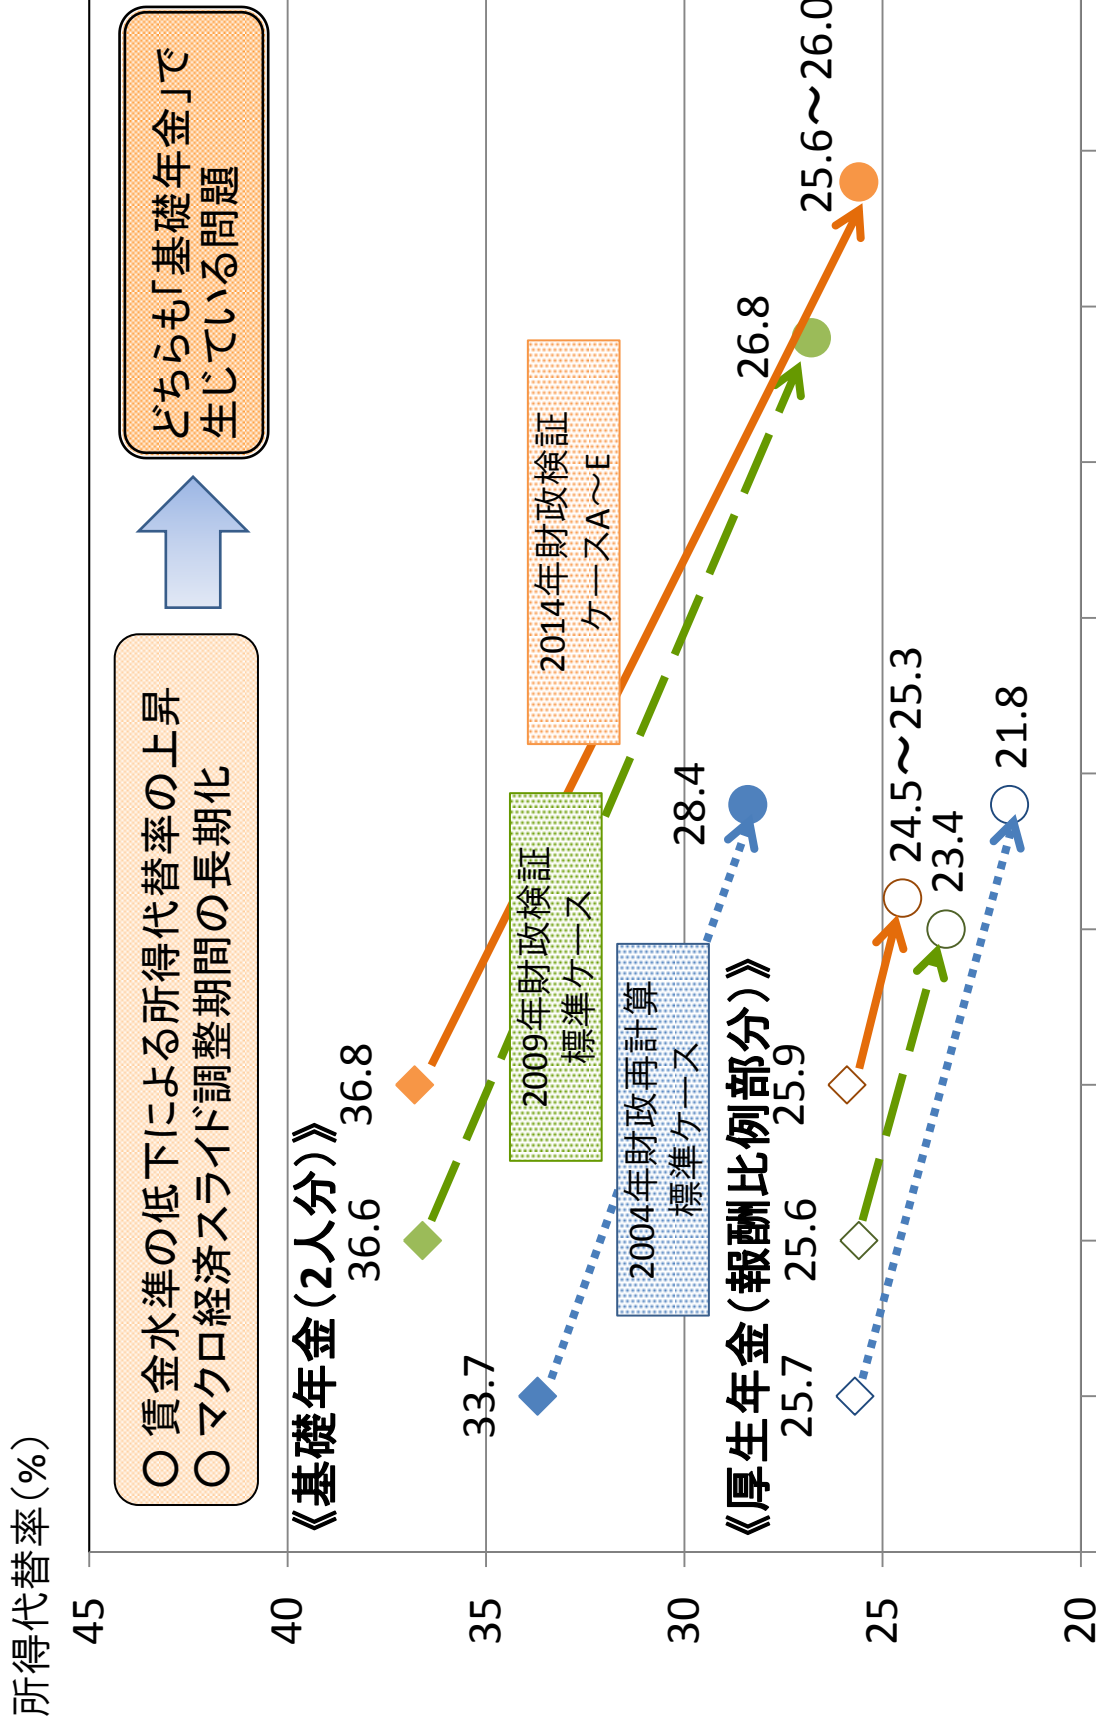 所得代替率(%)
○ 賃金水準の低下による所得代替率の上昇
○ マクロ経済スライド調整期間の長期化
どちらも「基礎年金」で
生じている問題
45
40
35
30
25
20
《基礎年金(2人分)》
33.7
36.6
36.8
28.4
26.8
25.6～26.0
2004年財政再計算
標準ケース
2009年財政検証
標準ケース
2014年財政検証
ケースA～E
《厚生年金(報酬比例部分)》
25.7
25.6
25.9
24.5～25.3
23.4
21.8